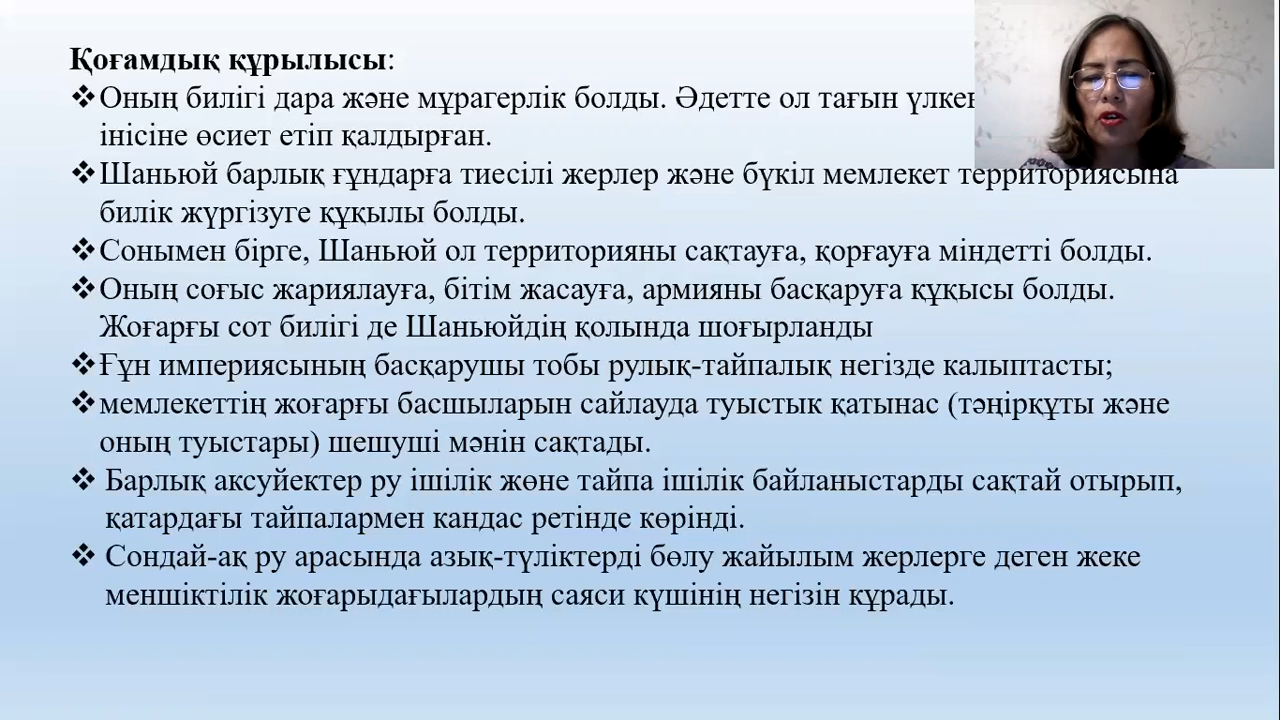 Қоғамдық құрылысы:
❖Оның билігі дара және мұрагерлік болды. Әдетте ол тағын
інісіне өсиет етіп қалдырған.
❖Шаньюй барлық ғұндарға тиесілі жерлер және бүкіл мемлекет территориясына
билік жүргізуге құқылы болды.
❖Сонымен бірге, Шаньюй ол территорияны сақтауға, қорғауға міндетті болды.
❖Оның соғыс жариялауға, бітім жасауға, армияны басқаруға құқысы болды.
Жоғарғы сот билігі де Шаньюйдің қолында шоғырланды
❖Ғұн империясының басқарушы тобы рулық-тайпалық негізде калыптасты;
❖мемлекеттің жоғарғы басшыларын сайлауда туыстык қатынас (тәңірқұты және
оның туыстары) шешуші мәнін сақтады.
❖ Барлық аксуйектер ру ішілік жөне тайпа ішілік байланыстарды сақтай отырып,
қатардағы тайпалармен кандас ретінде көрінді.
❖ Сондай-ақ ру арасында азық-түліктерді бөлу жайылым жерлерге деген жеке
меншіктілік жоғарыдағылардың саяси күшінің негізін құрады.